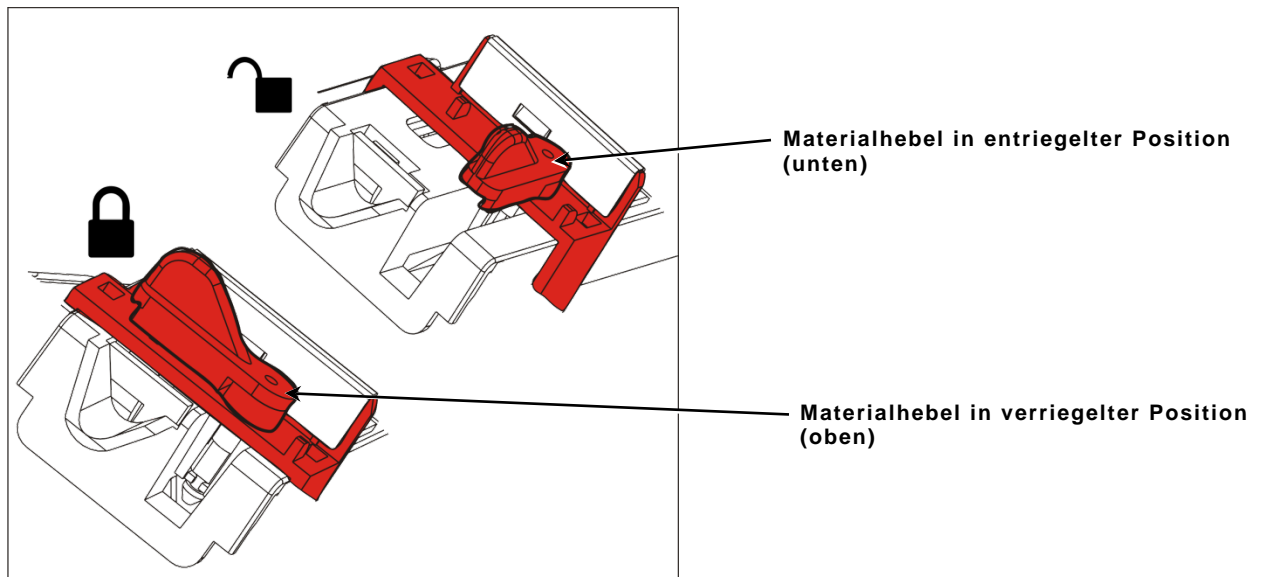 Materialhebel in entriegelter Position
(unten)
Materialhebel in verriegelter Position
(oben)